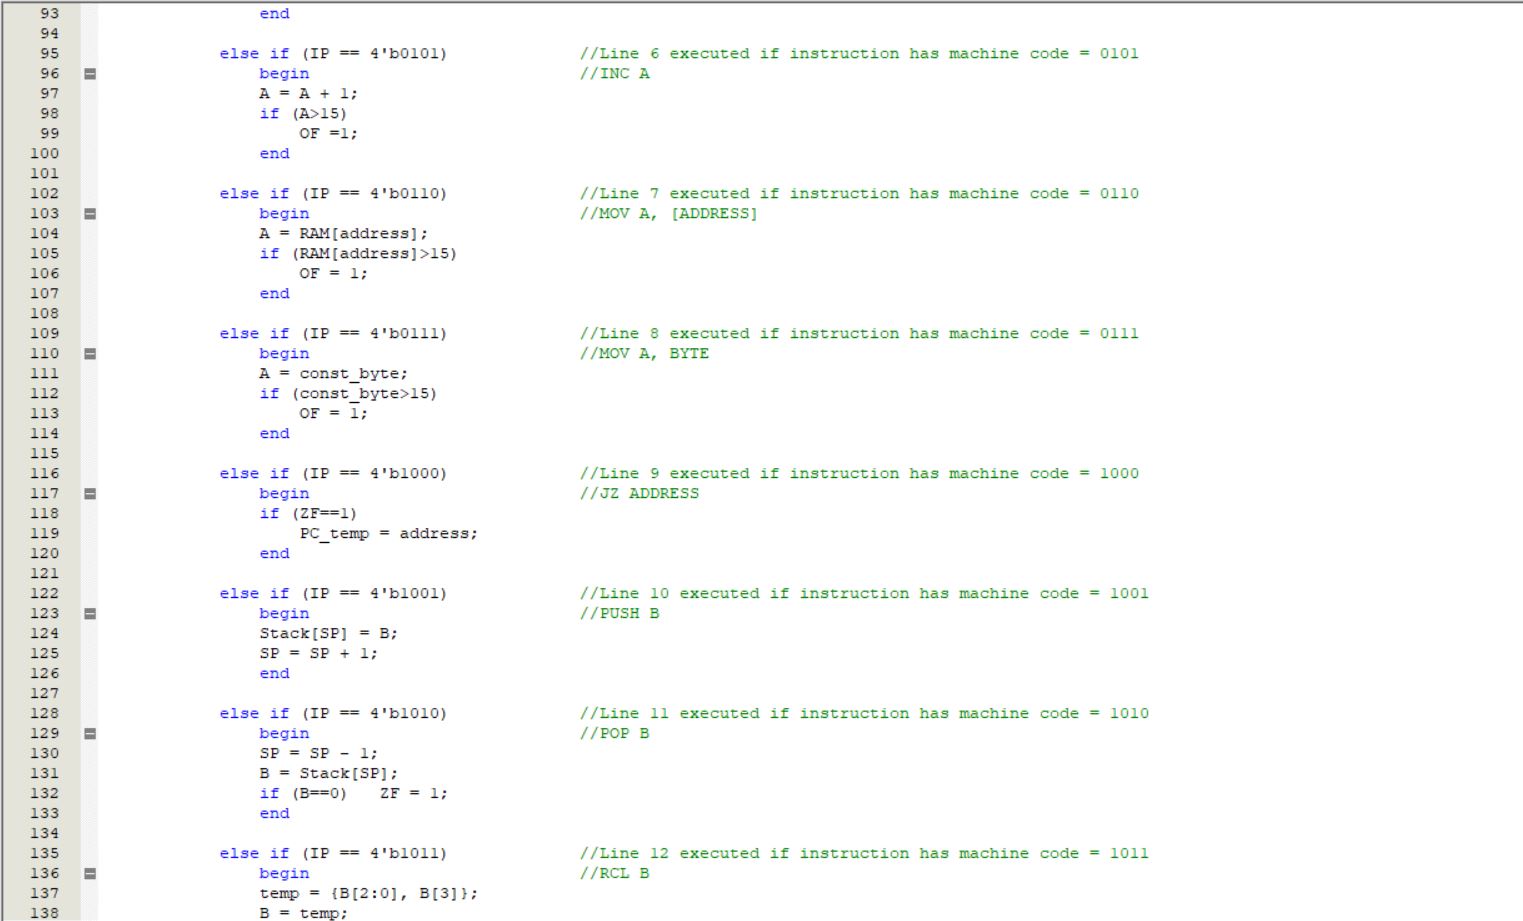 93 end
94
95 else if (IP == 4'b0101) //Line 6 executed if instruction has machine code = 0101
96 begin //INC A
97 A = A + 1;
98 if (A>15)
99 OF =1;
100 end
101
102 else if (IP == 4'b0110) //Line 7 executed if instruction has machine code = 0110
103 begin //MOV A, [ADDRESS]
104 A = RAM[address];
105 if (RAM[address]>15)
106 OF = 1;
107 end
108
109 else if (IP == 4'b0111) //Line 8 executed if instruction has machine code = 0111
110 begin //MOV A, BYTE
111 A = const_byte;
112 if (const_byte>15)
113 OF = 1;
114 end
115
116 else if (IP == 4'b1000) //Line 9 executed if instruction has machine code = 1000
117 begin //JZ ADDRESS
118 if (ZF==1)
119 PC_temp = address;
120 end
121
122 else if (IP == 4'b1001) //Line 10 executed if instruction has machine code = 1001
123 begin //PUSH B
124 Stack[SP] = B;
125 SP = SP + 1;
126 end
127
128 else if (IP == 4'b1010) //Line 11 executed if instruction has machine code = 1010
129 begin //POP B
130 SP = SP - 1;
131 B = Stack[SP];
132 if (B==0) ZF = 1;
133 end
134
135 else if (IP == 4'b1011) //Line 12 executed if instruction has machine code = 1011
136 begin //RCL B
137 temp = {B[2:0], B[3]};
138 B = temp;